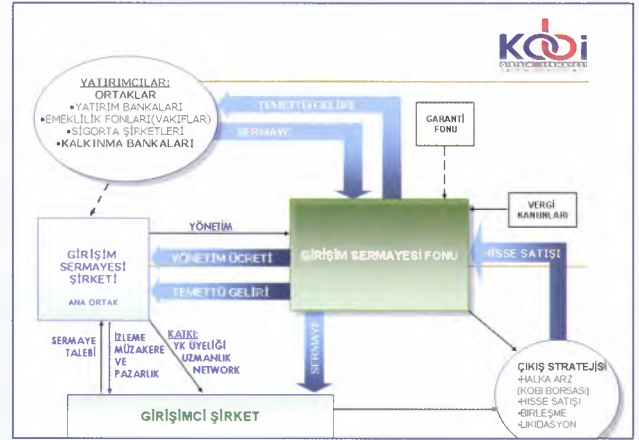 KObi
YATIRIMCILAR:
ORTAKLAR
•YATIRIM BANKALARI
•EMEKLİLİK FONLARI(VAKIFLAR)
•SİGORTA ŞİRKETLERİ
•KALKINMA BANKALARI
TEMETTÜ GELİRİ
SERMAYE
GARANTİ
FONU
VERGİ
KANUNLARI
YÖNETİM
GİRİŞİM
SERMAYESİ
ŞİRKETİ
ANA ORTAK
YÖNETİM ÜCRETİ
TEMETTÜ GELİRİ
GİRİŞİM SERMAYESİ FONU
HİSSE SATIŞI
SERMAYE
TALEBİ
İZLEME
MÜZAKERE
VE
PAZARLIK
KATKI:
YK ÜYELİĞİ
UZMANLIK
NETWORK
SERMAYE
GİRİŞİMCİ ŞİRKET
ÇIKIŞ STRATEJİSİ
•HALKA ARZ
(KOBİ BORSASI)
•HİSSE SATIŞI
•BİRLEŞME
•LİKİDASYON